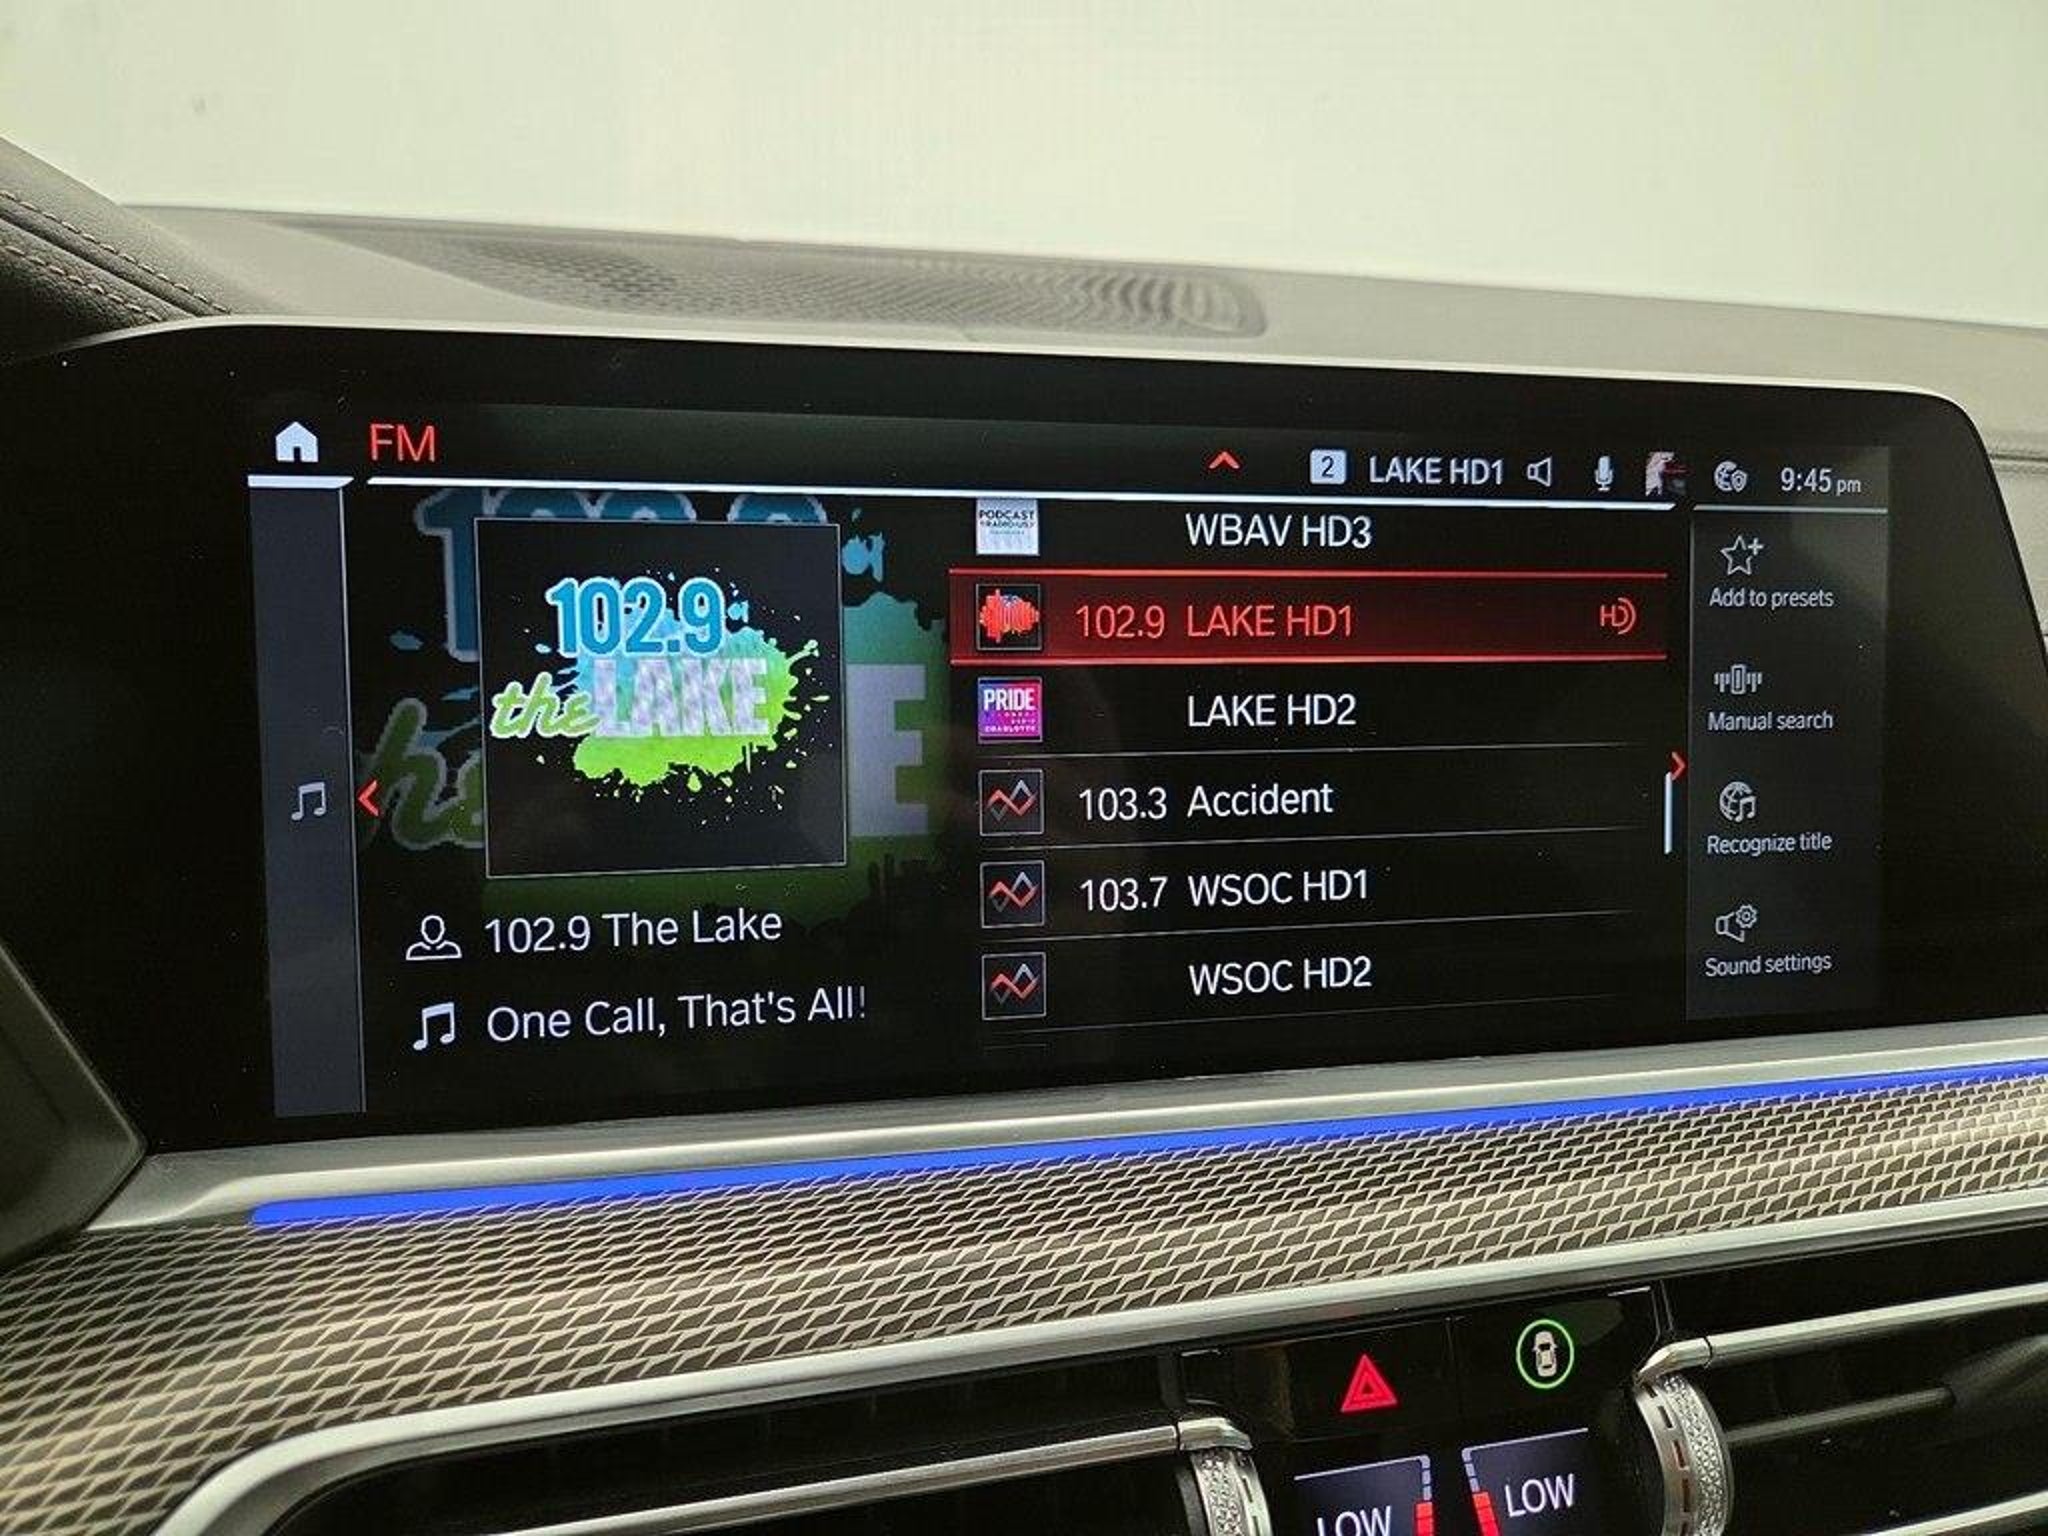 FM
2 LAKE HD1
9:45 pm
102.9
the LAKE
102.9 The Lake
One Call, That's All!
PODCAST
WBAV HD3
102.9 LAKE HD1 HD
PRIDE
CHARLOTTE
LAKE HD2
103.3 Accident
103.7 WSOC HD1
WSOC HD2
Add to presets
Manual search
Recognize title
Sound settings
LOW
LOW